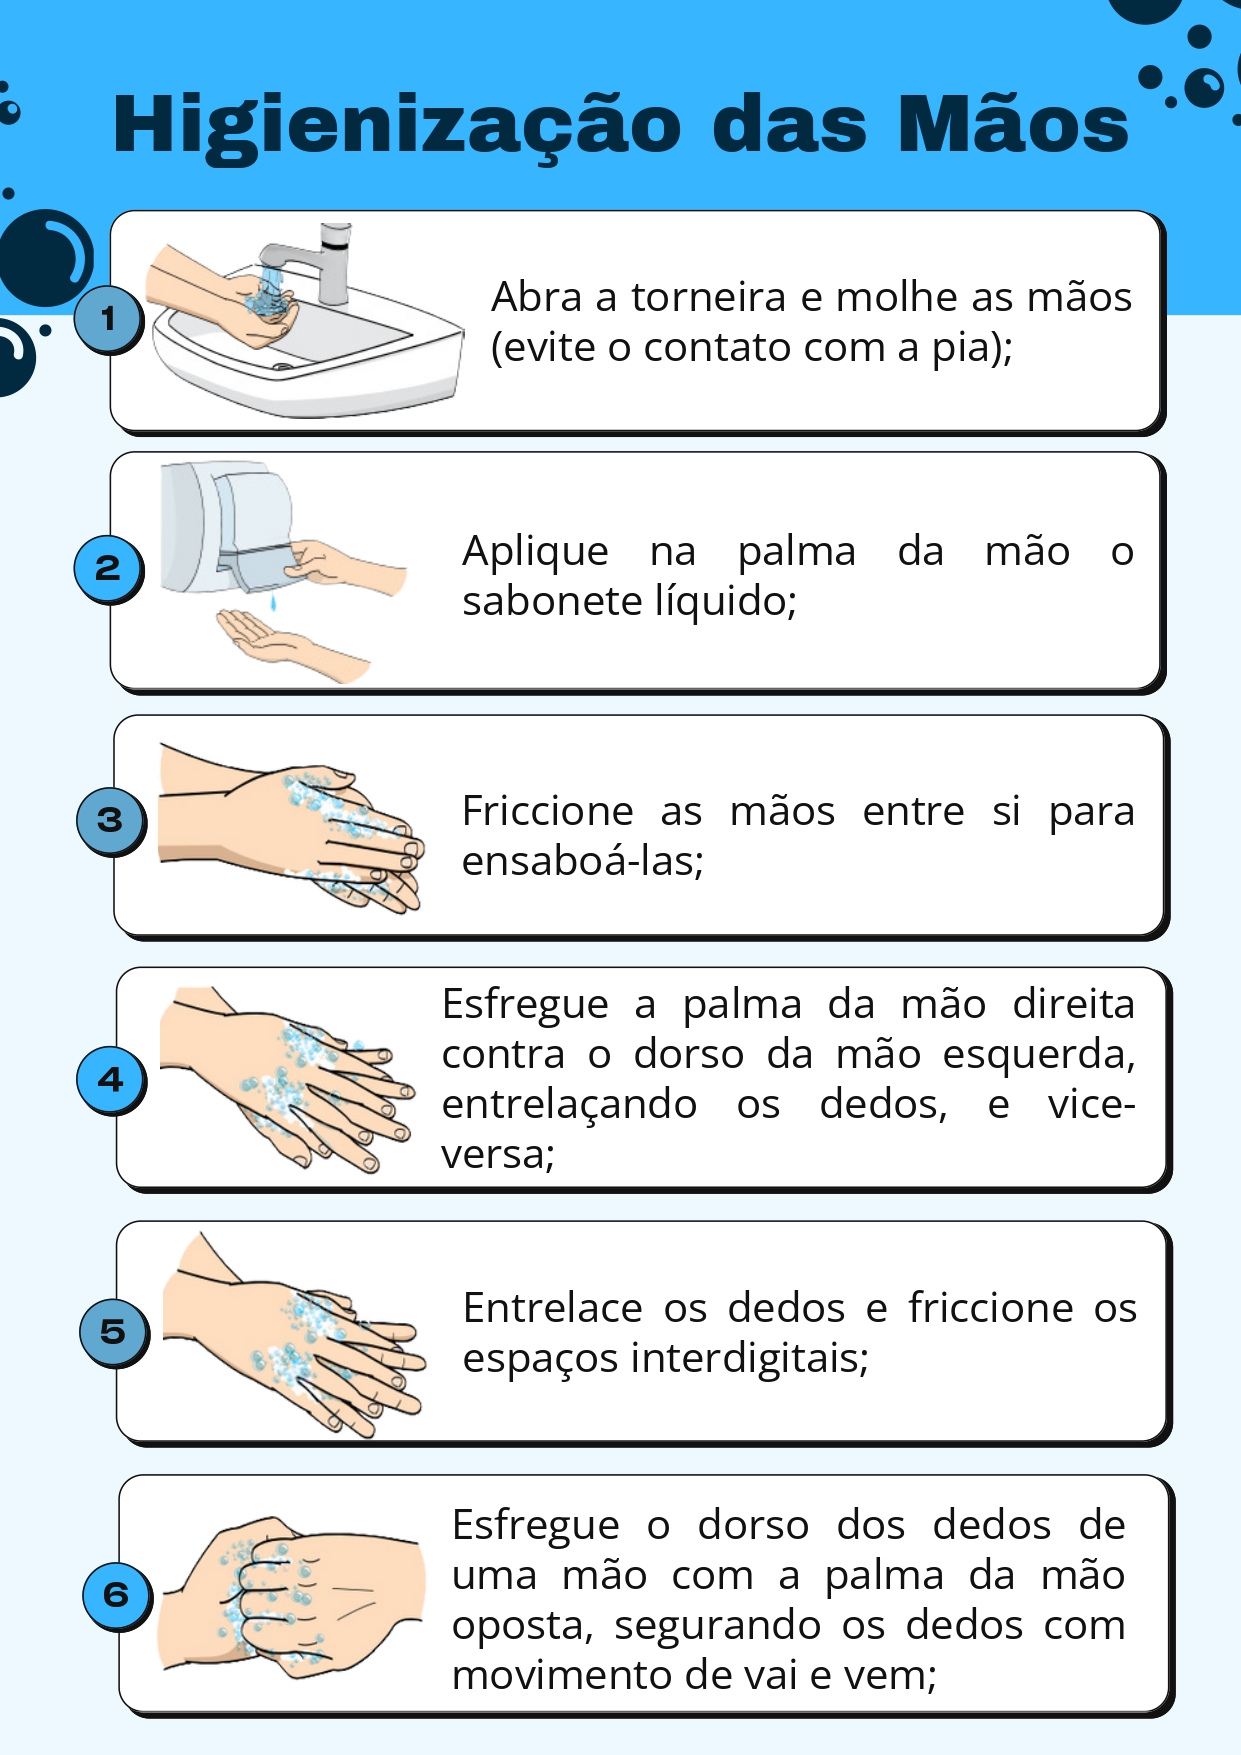 Higienização das Mãos
1
Abra a torneira e molhe as mãos
(evite o contato com a pia);
2
Aplique na palma da mão o
sabonete líquido;
3
Friccione as mãos entre si para
ensaboá-las;
4
Esfregue a palma da mão direita
contra o dorso da mão esquerda,
entrelaçando os dedos, e vice-
versa;
5
Entrelace os dedos e friccione os
espaços interdigitais;
6
Esfregue o dorso dos dedos de
uma mão com a palma da mão
oposta, segurando os dedos com
movimento de vai e vem;